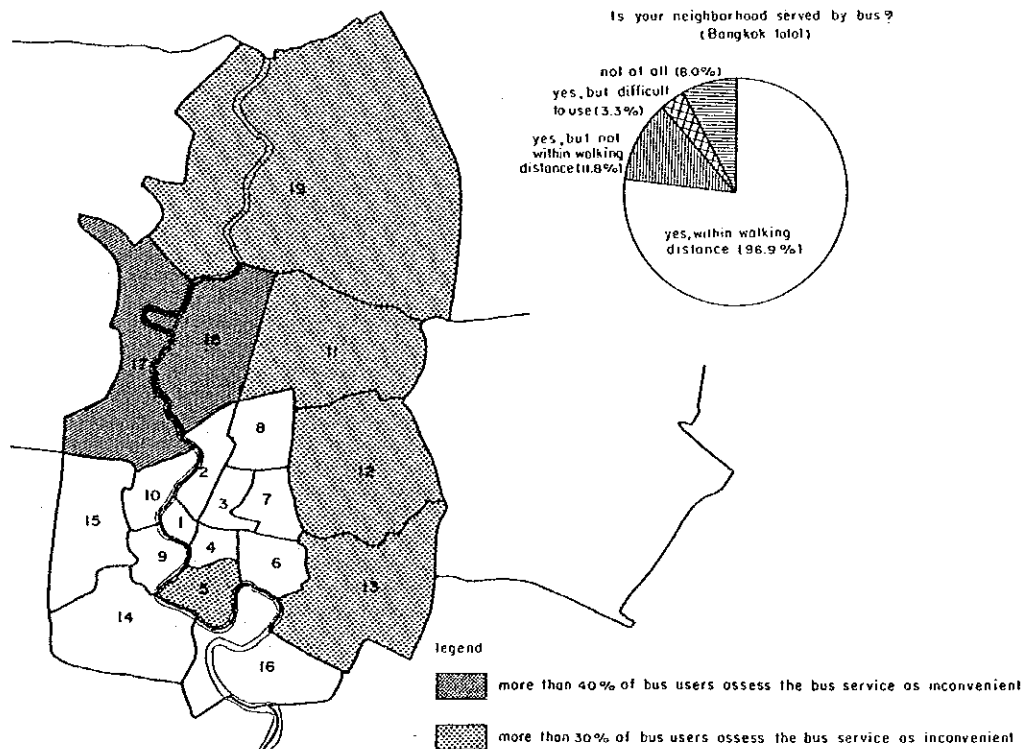 Is your neighborhood served by bus?
(Bangkok total)
not at all (8.0%)
yes, but difficult
to use (3.3%)
yes, but not
within walking
distance (11.8%)
yes, within walking
distance (96.9%)
19
17
18
11
8
2
12
10
3
7
15
1
4
9
6
5
13
14
16
legend
more than 40% of bus users assess the bus service as inconvenient
more than 30% of bus users assess the bus service as inconvenient